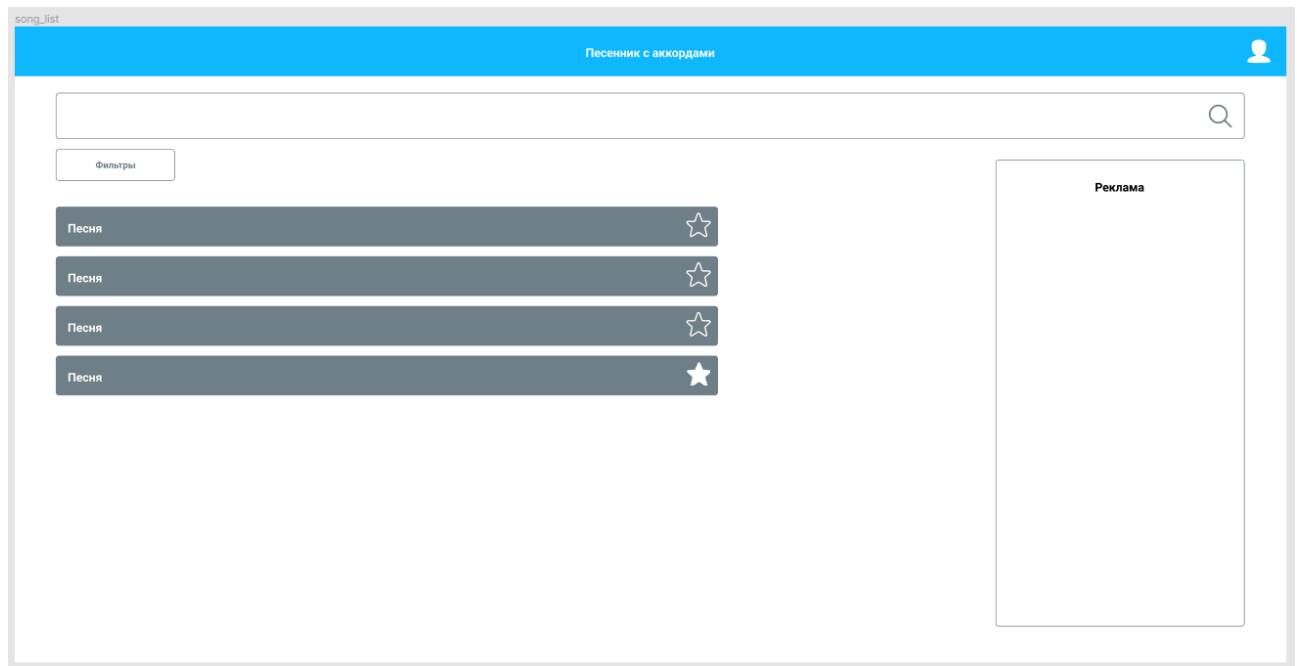 song_list
Песенник с аккордами
Фильтры
Реклама
Песня
Песня
Песня
Песня